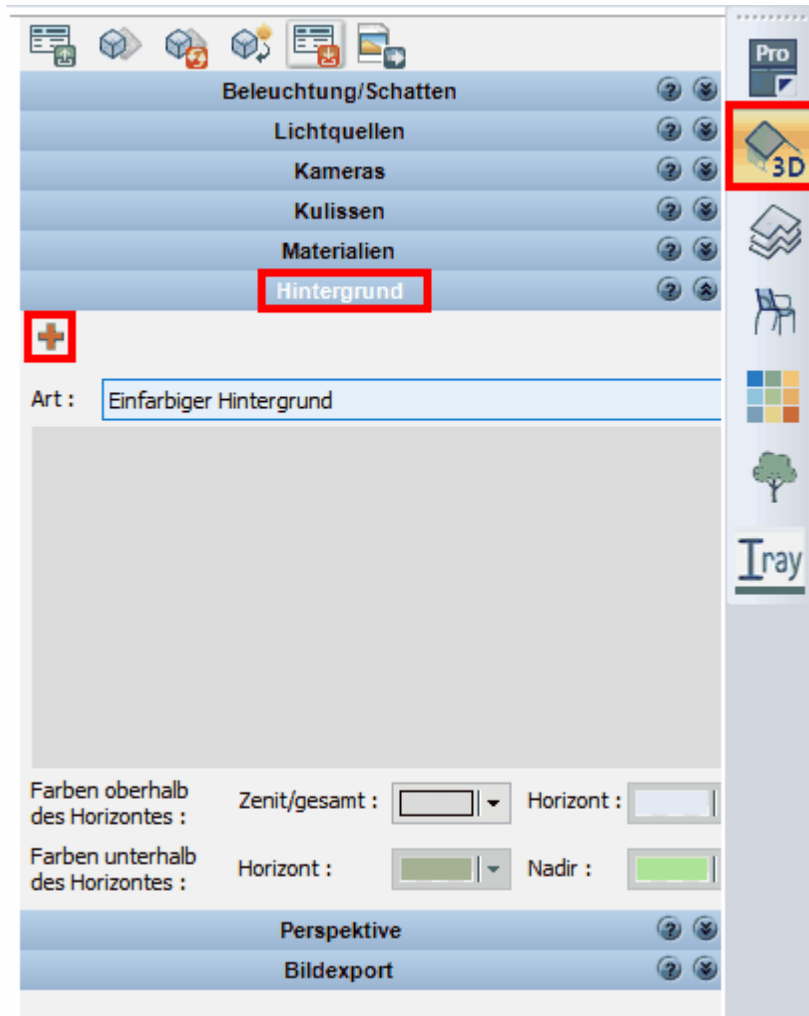 Pro
Beleuchtung/Schatten
Lichtquellen
3D
Kameras
Kulissen
Materialien
Hintergrund
Art :
Einfarbiger Hintergrund
Iray
Farben oberhalb
des Horizontes :
Zenit/gesamt :
Horizont :
Farben unterhalb
des Horizontes :
Horizont :
Nadir :
Perspektive
Bildexport